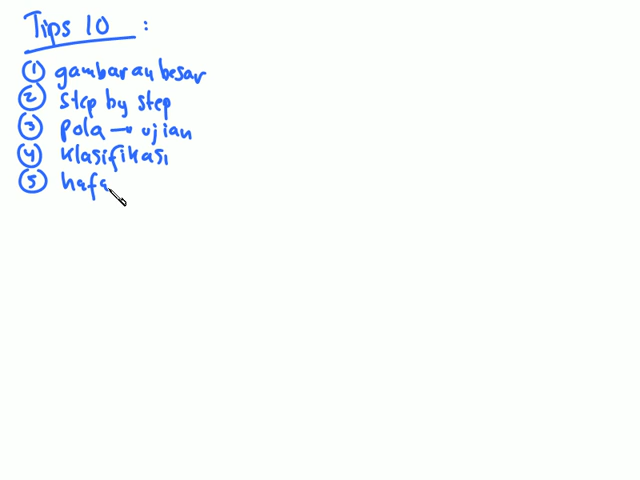 Tips 10 :
1 gambaran besar
2 step by step
3 pola → ujian
4 klasifikasi
5 hafa